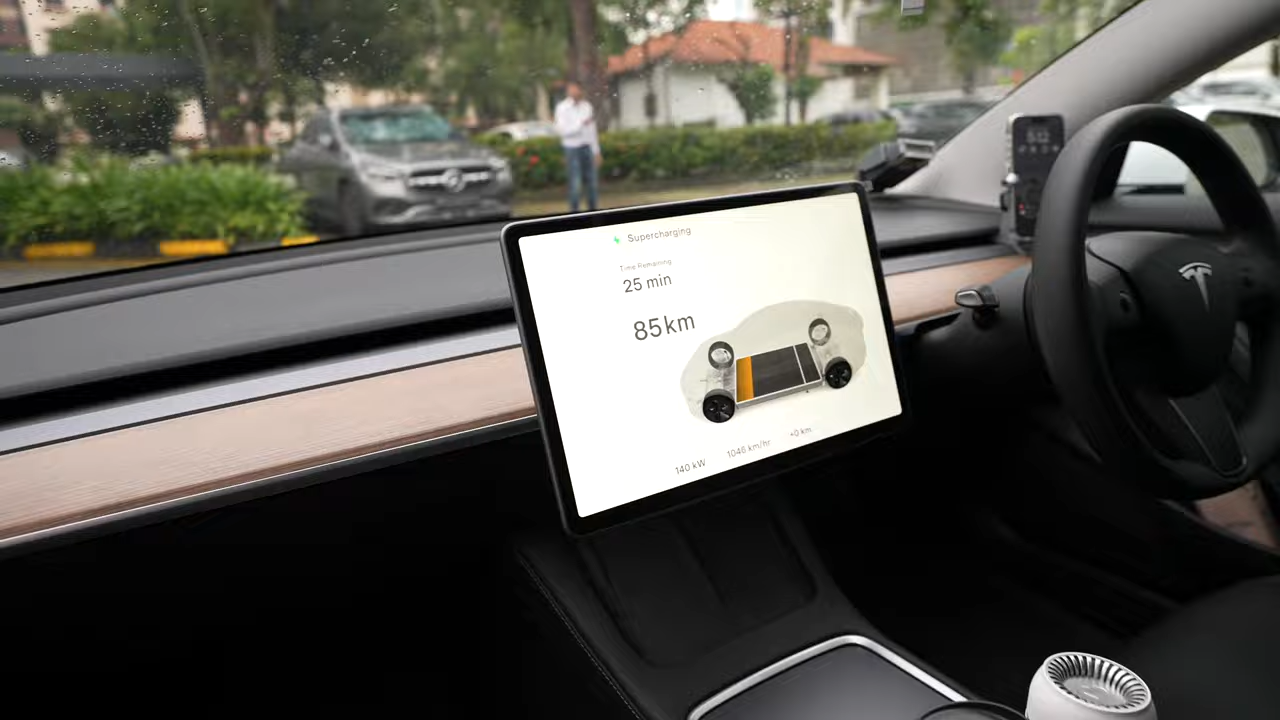 Supercharging
Time Remaining
25 min
85km
140 kW
1046 km/hr
+0 km